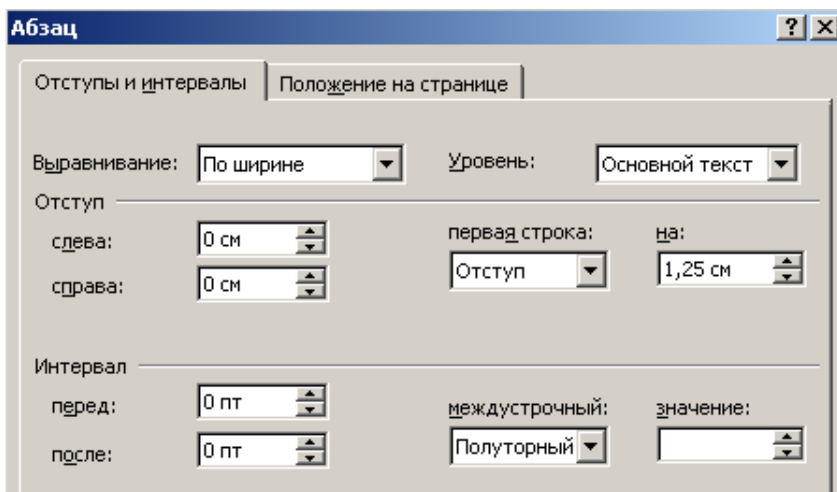 Абзац
Отступы и интервалы Положение на странице
Выравнивание: По ширине Уровень: Основной текст
Отступ
слева: 0 см первая строка: на:
справа: 0 см Отступ 1,25 см
Интервал
перед: 0 пт междустрочный: значение:
после: 0 пт Полуторный